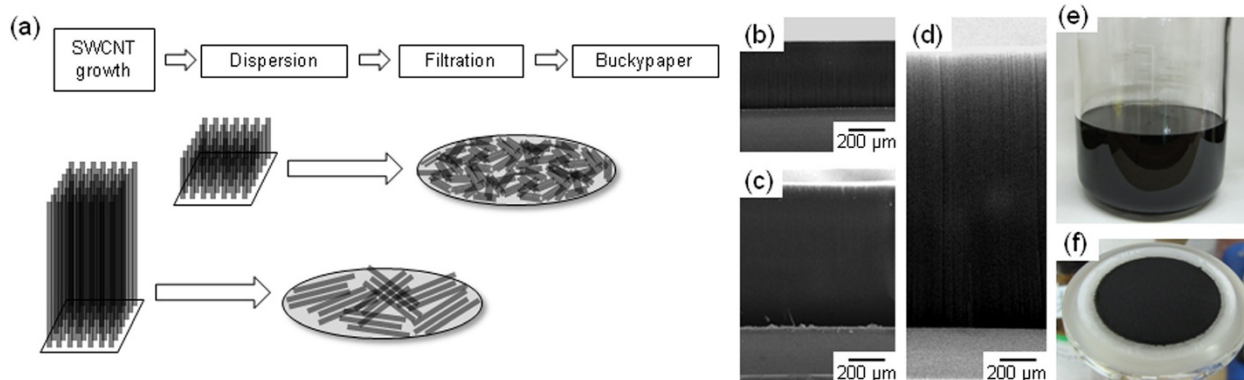 (a)
SWCNT
growth
Dispersion
Filtration
Buckypaper
(b)
200 µm
(c)
200 µm
(d)
200 µm
(e)
(f)